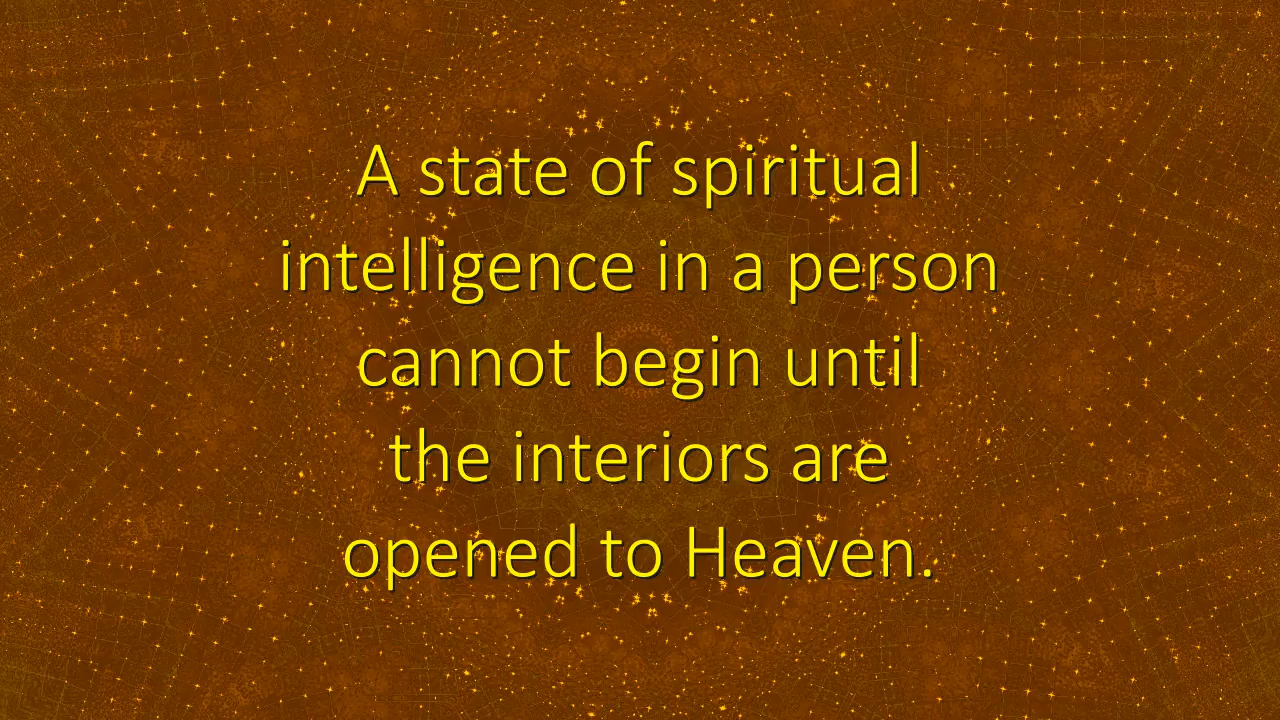 A state of spiritual
intelligence in a person
cannot begin until
the interiors are
opened to Heaven.